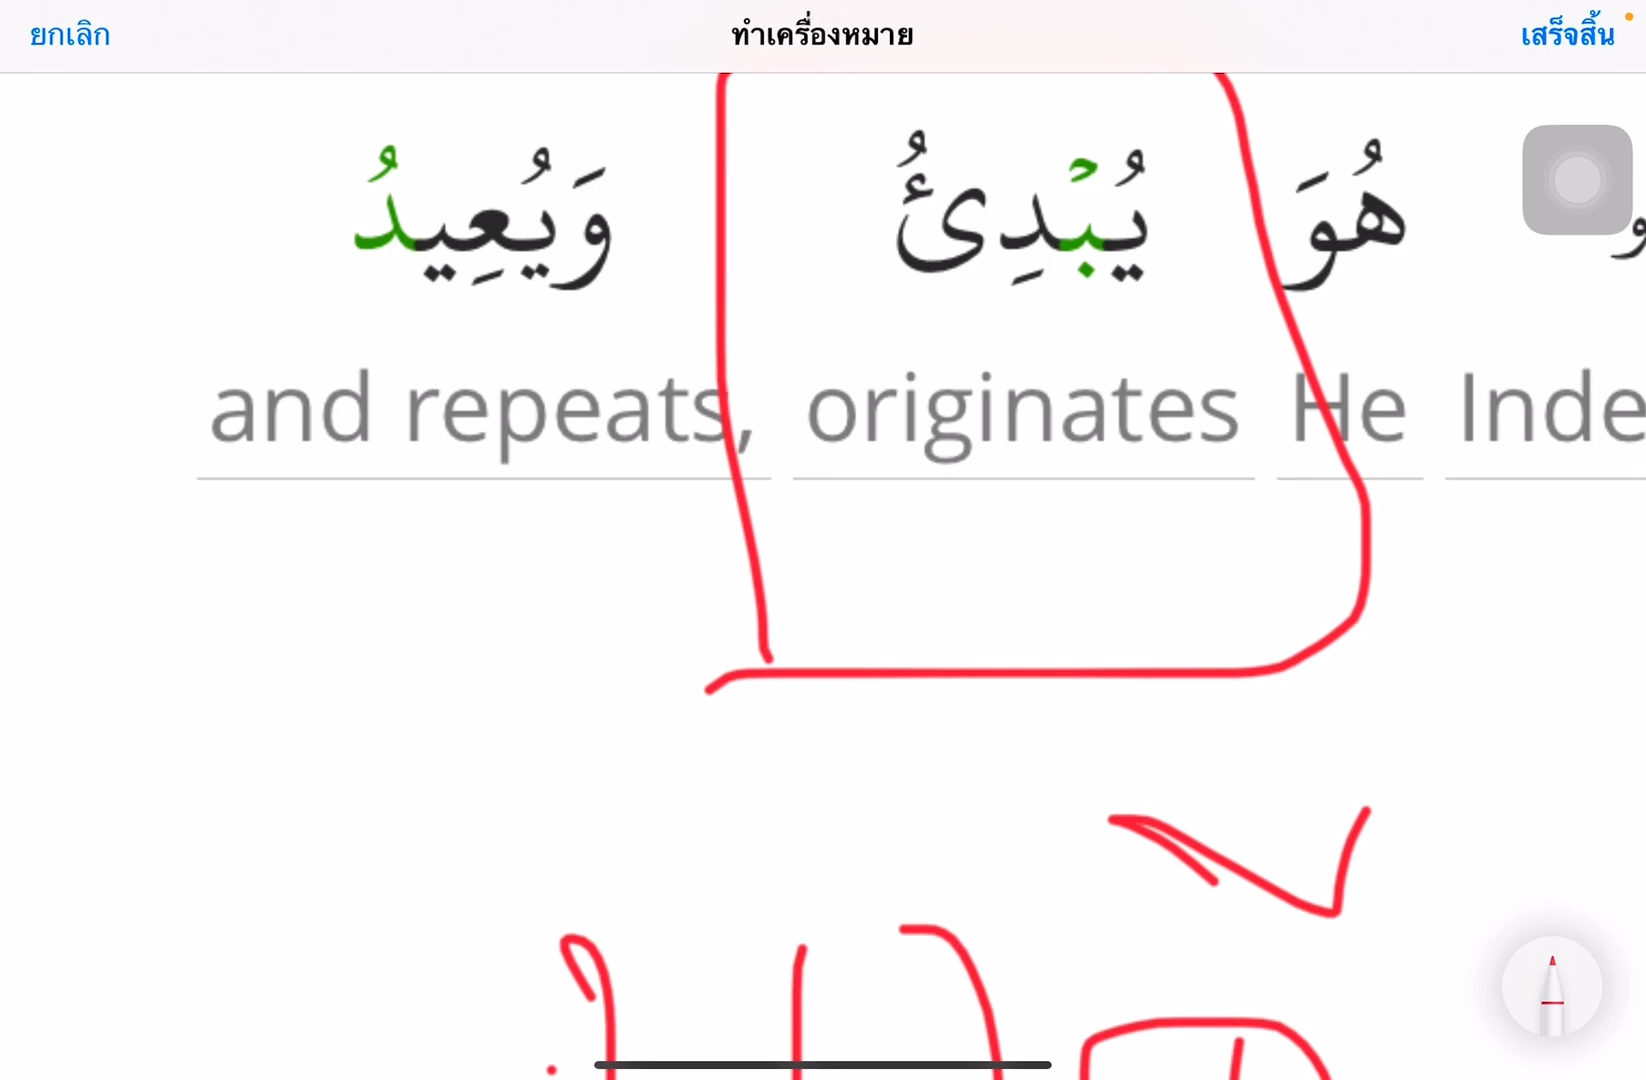 ยกเลิก ทำเครื่องหมาย เสร็จสิ้น
هُوَ يُبْدِئُ وَيُعِيدُ
and repeats, originates He Inde